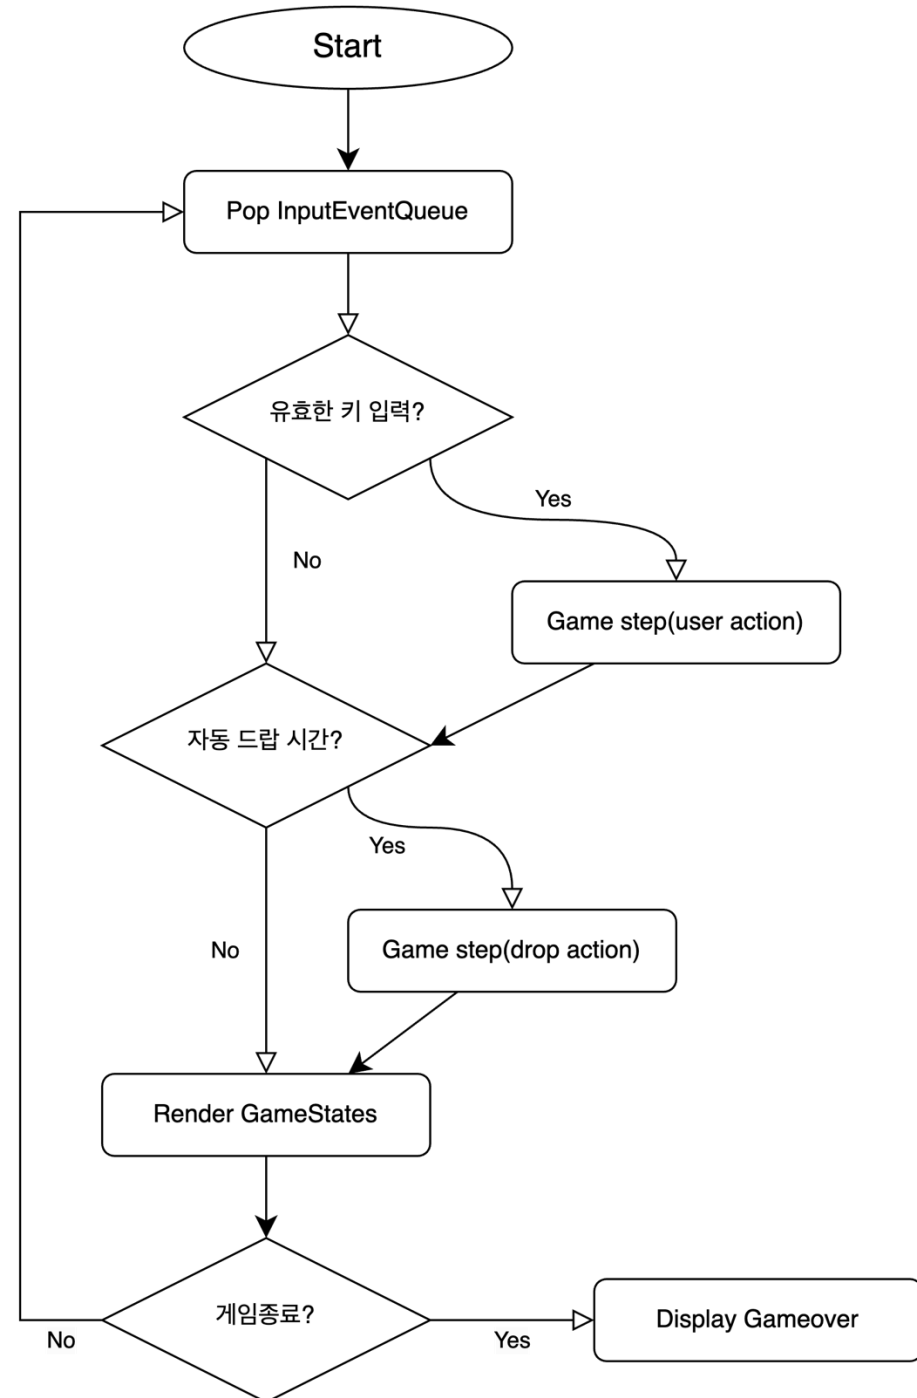 Start
Pop InputEventQueue
유효한 키 입력?
Yes
No
Game step(user action)
자동 드랍 시간?
Yes
No
Game step(drop action)
Render GameStates
게임종료?
No
Yes
Display Gameover